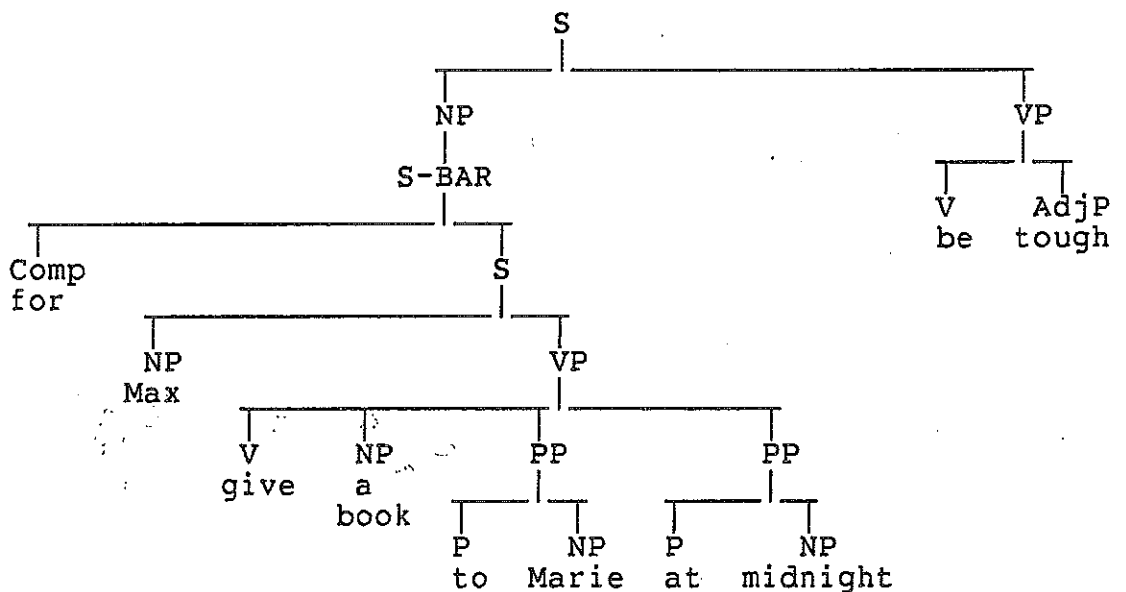 S
NP VP
S-BAR
V AdjP
be tough
Comp S
for
NP VP
Max
V NP PP PP
give a
book
P NP P NP
to Marie at midnight